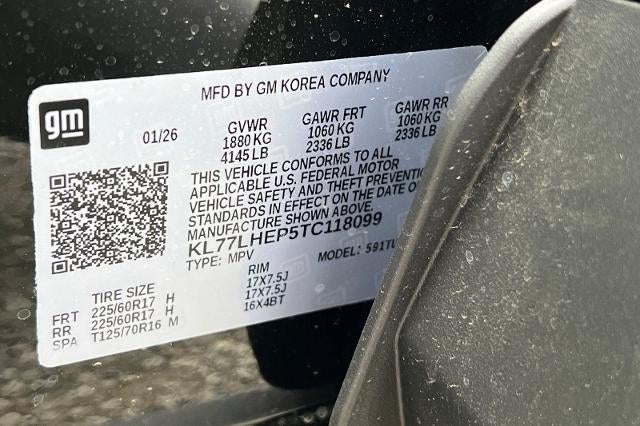 MFD BY GM KOREA COMPANY
gm
01/26
GVWR GAWR FRT GAWR RR
1880 KG 1060 KG 1060 KG
4145 LB 2336 LB 2336 LB
THIS VEHICLE CONFORMS TO ALL
APPLICABLE U.S. FEDERAL MOTOR
VEHICLE SAFETY AND THEFT PREVENTIO
STANDARDS IN EFFECT ON THE DATE O
MANUFACTURE SHOWN ABOVE.
KL77LHEP5TC118099
TYPE: MPV MODEL: 591TU
TIRE SIZE RIM
FRT 225/60R17 H 17X7.5J
RR 225/60R17 H 17X7.5J
SPA T125/70R16 M 16X4BT